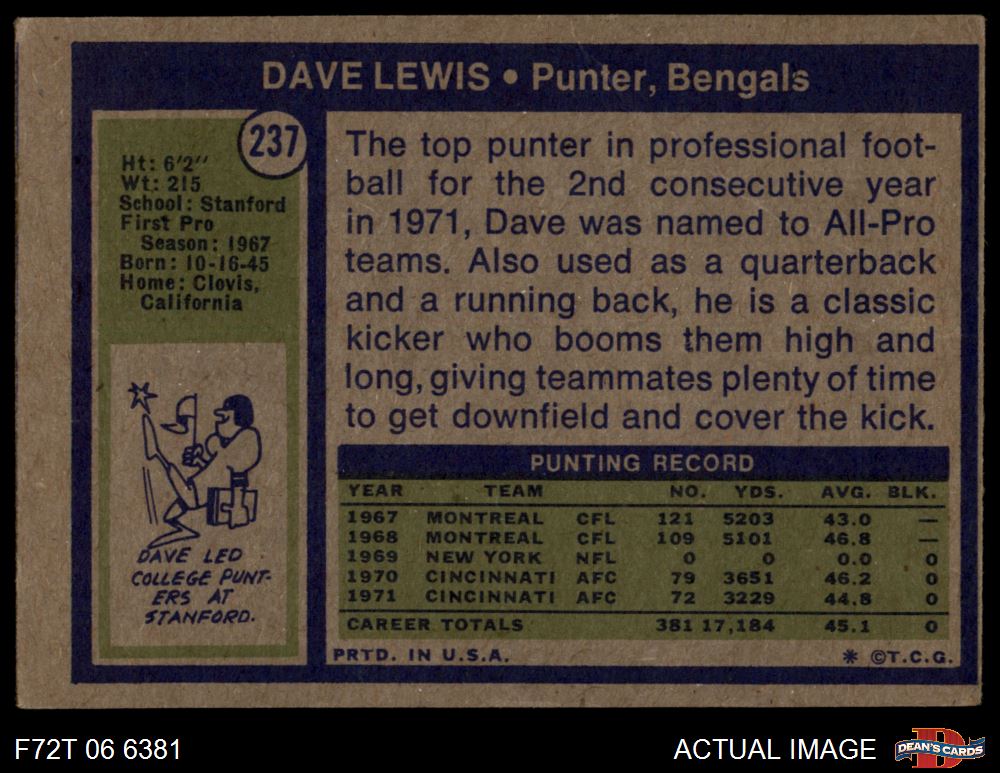 DAVE LEWIS • Punter, Bengals
237
Ht: 6'2"
Wt: 215
School: Stanford
First Pro
Season: 1967
Born: 10-16-45
Home: Clovis,
California
DAVE LED
COLLEGE PUNT-
ERS AT
STANFORD.
The top punter in professional foot-
ball for the 2nd consecutive year
in 1971, Dave was named to All-Pro
teams. Also used as a quarterback
and a running back, he is a classic
kicker who booms them high and
long, giving teammates plenty of time
to get downfield and cover the kick.
PUNTING RECORD
YEAR TEAM NO. YDS. AVG. BLK.
1967 MONTREAL CFL 121 5203 43.0 —
1968 MONTREAL CFL 109 5101 46.8 —
1969 NEW YORK NFL 0 0 0.0 0
1970 CINCINNATI AFC 79 3651 46.2 0
1971 CINCINNATI AFC 72 3229 44.8 0
CAREER TOTALS 381 17,184 45.1 0
PRTD. IN U.S.A. * ©T.C.G.
F72T 06 6381
ACTUAL IMAGE
DEAN'S CARDS